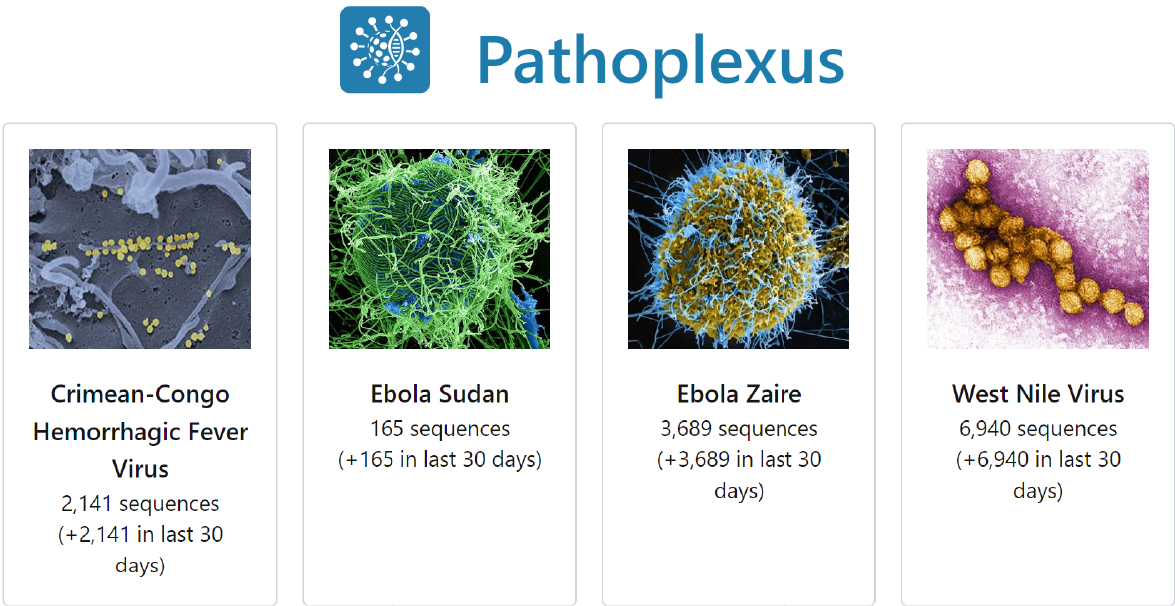 Pathoplexus
Crimean-Congo
Hemorrhagic Fever
Virus
2,141 sequences
(+2,141 in last 30
days)
Ebola Sudan
165 sequences
(+165 in last 30 days)
Ebola Zaire
3,689 sequences
(+3,689 in last 30
days)
West Nile Virus
6,940 sequences
(+6,940 in last 30
days)